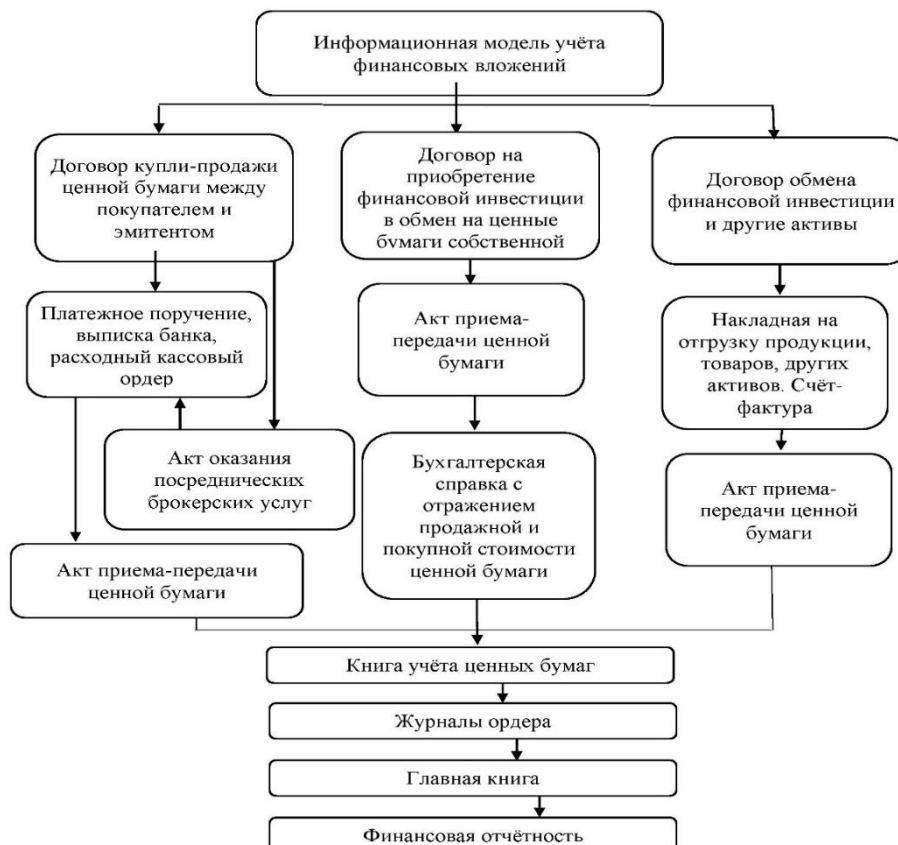 Информационная модель учёта
финансовых вложений
Договор купли-продажи
ценной бумаги между
покупателем и
эмитентом
Договор на
приобретение
финансовой инвестиции
в обмен на ценные
бумаги собственной
Договор обмена
финансовой инвестиции
и другие активы
Платежное поручение,
выписка банка,
расходный кассовый
ордер
Акт приема-
передачи ценной
бумаги
Накладная на
отгрузку продукции,
товаров, других
активов. Счёт-
фактура
Акт оказания
посреднических
брокерских услуг
Бухгалтерская
справка с
отражением
продажной и
покупной стоимости
ценной бумаги
Акт приема-
передачи ценной
бумаги
Акт приема-передачи
ценной бумаги
Книга учёта ценных бумаг
Журналы ордера
Главная книга
Финансовая отчётность